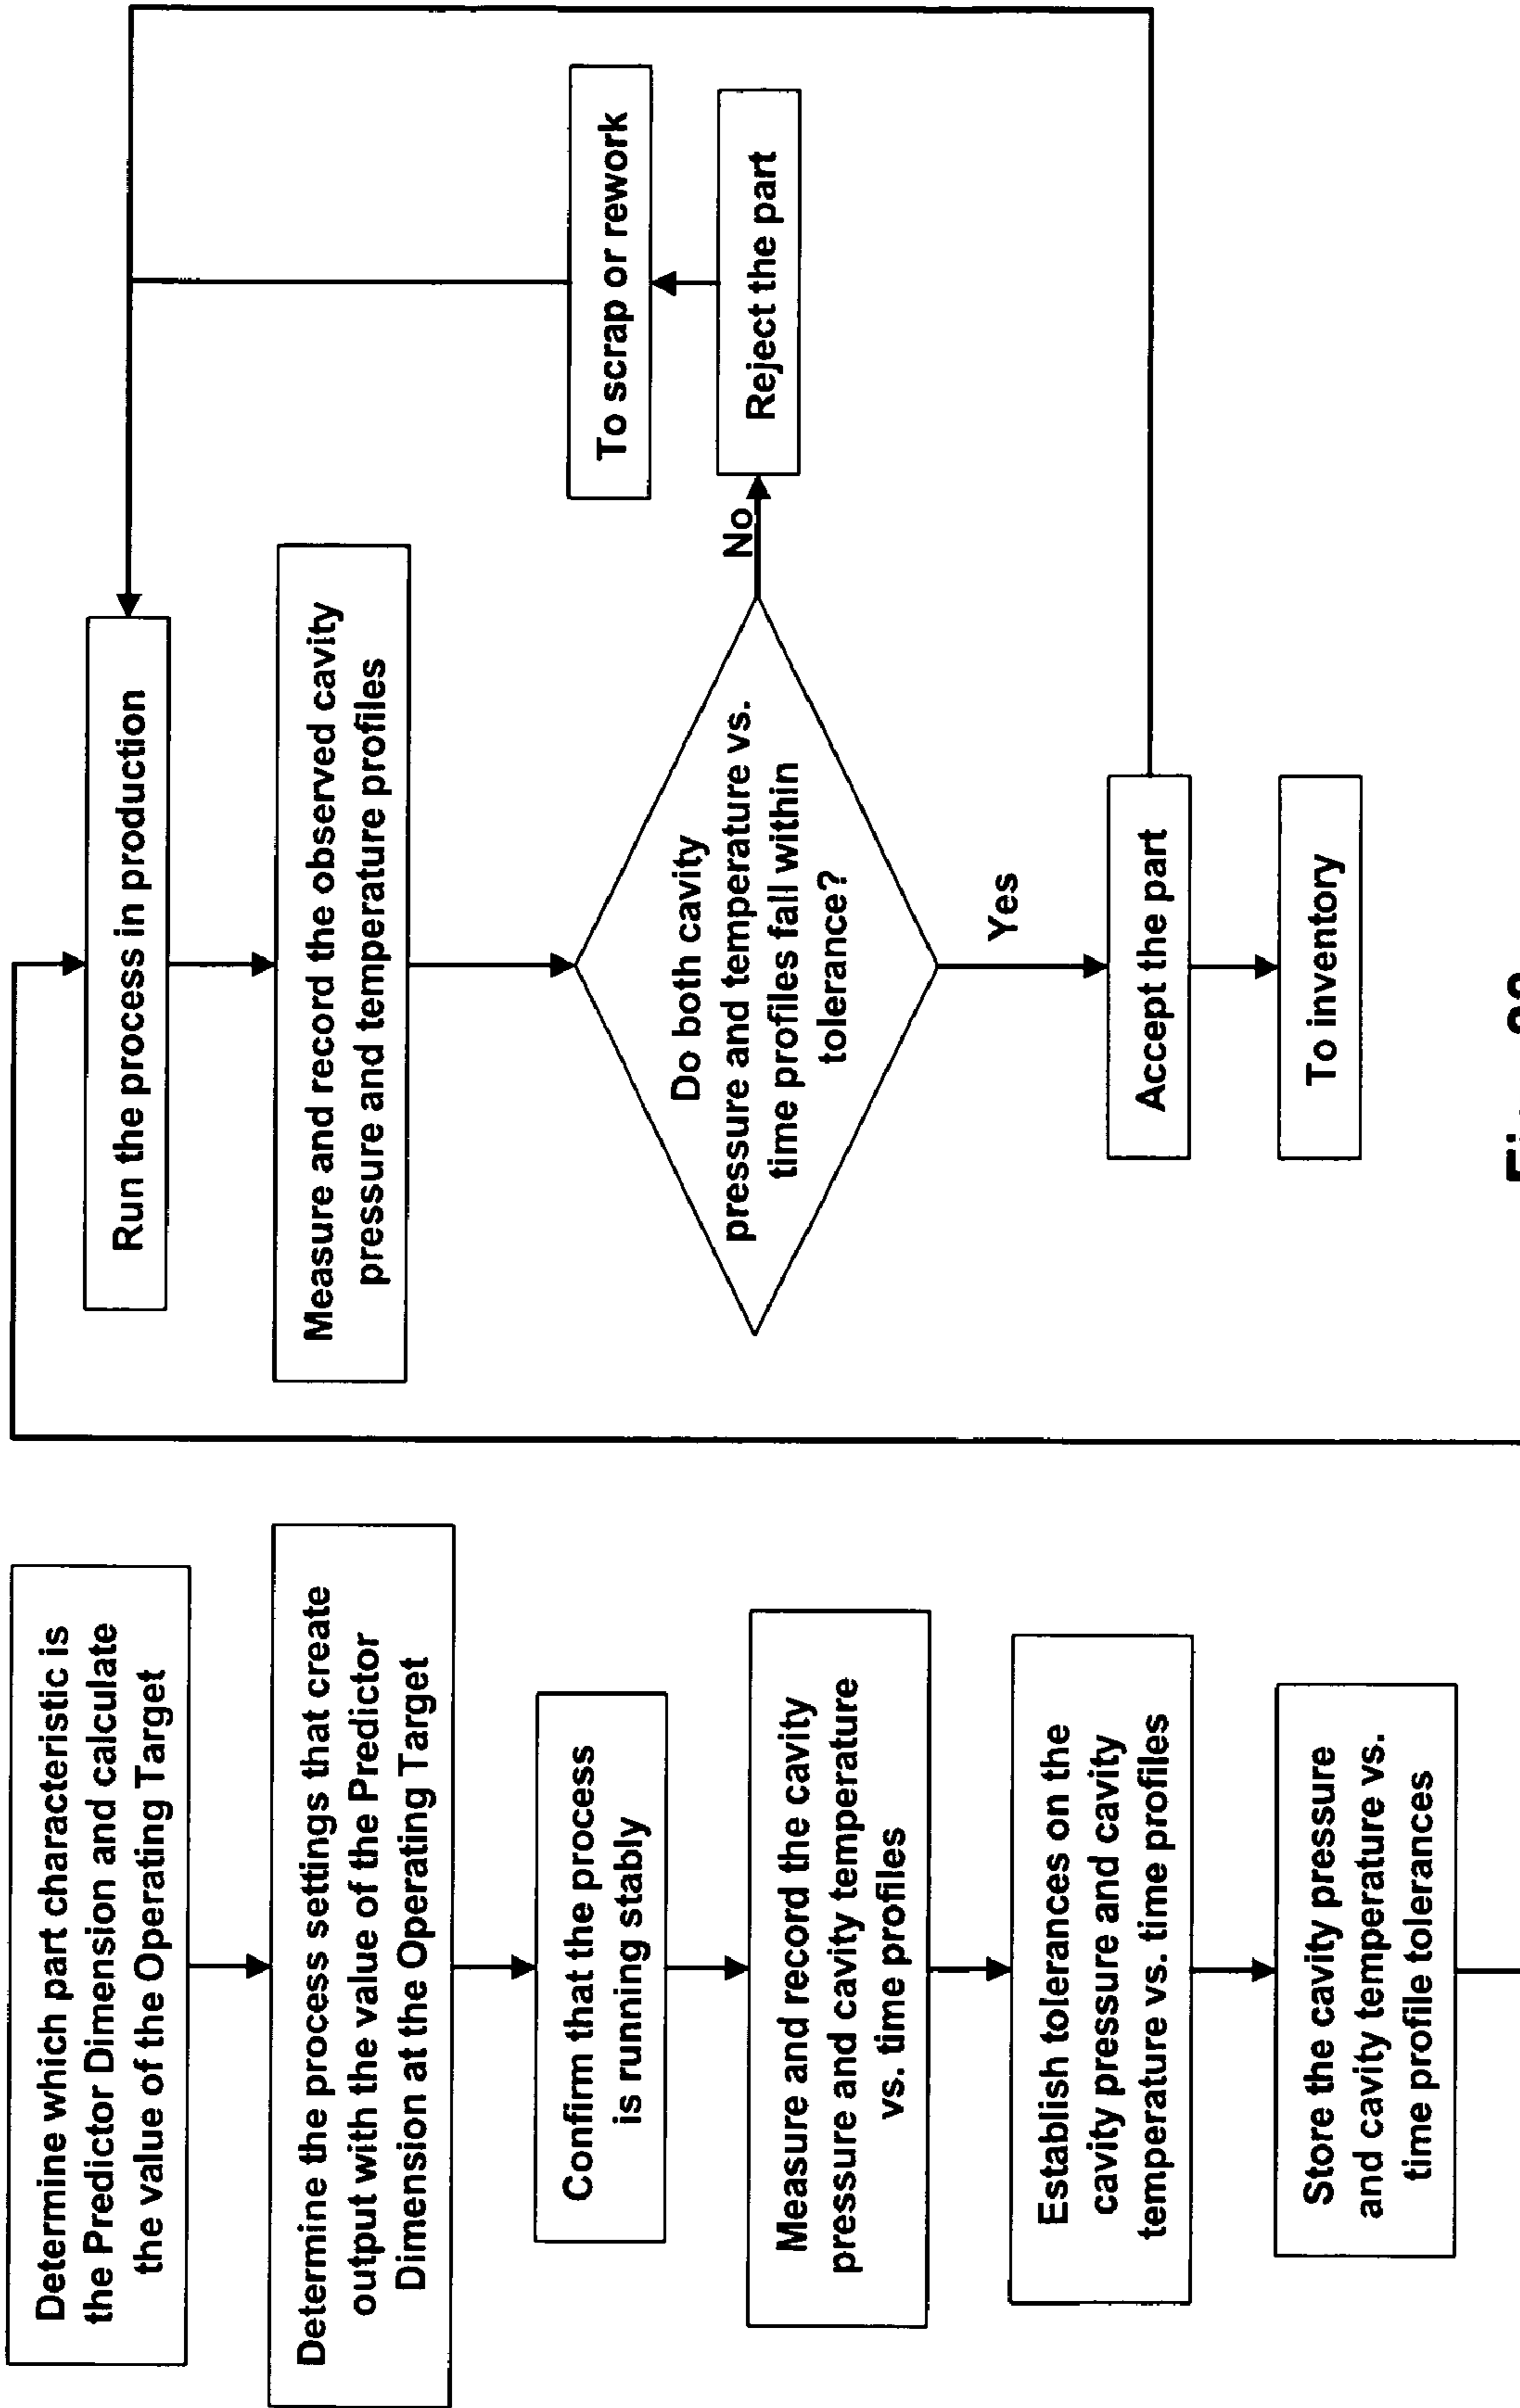 Determine which part characteristic is
the Predictor Dimension and calculate
the value of the Operating Target
Determine the process settings that create
output with the value of the Predictor
Dimension at the Operating Target
Confirm that the process
is running stably
Measure and record the cavity
pressure and cavity temperature
vs. time profiles
Establish tolerances on the
cavity pressure and cavity
temperature vs. time profiles
Store the cavity pressure
and cavity temperature vs.
time profile tolerances
Run the process in production
Measure and record the observed cavity
pressure and temperature profiles
Do both cavity
pressure and temperature vs.
time profiles fall within
tolerance?
No
Reject the part
To scrap or rework
Yes
Accept the part
To inventory